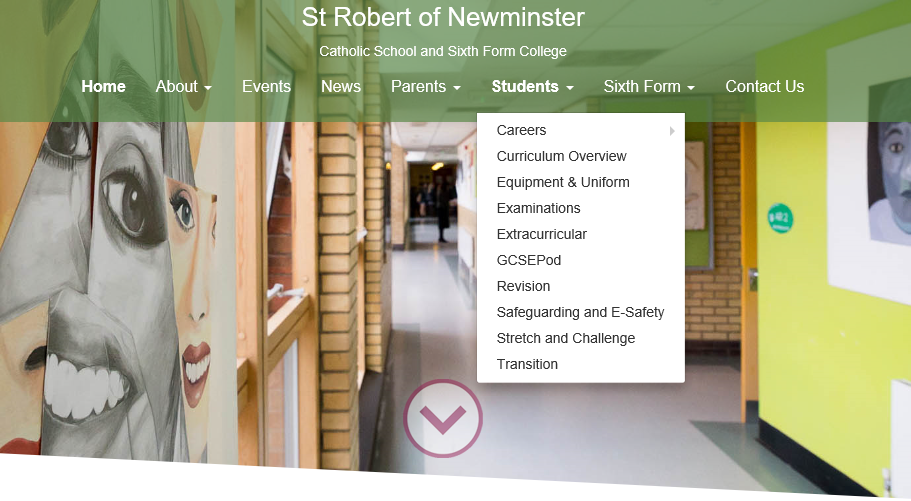 St Robert of Newminster
Catholic School and Sixth Form College
Home About Events News Parents Students Sixth Form Contact Us
Careers
Curriculum Overview
Equipment & Uniform
Examinations
Extracurricular
GCSEPod
Revision
Safeguarding and E-Safety
Stretch and Challenge
Transition